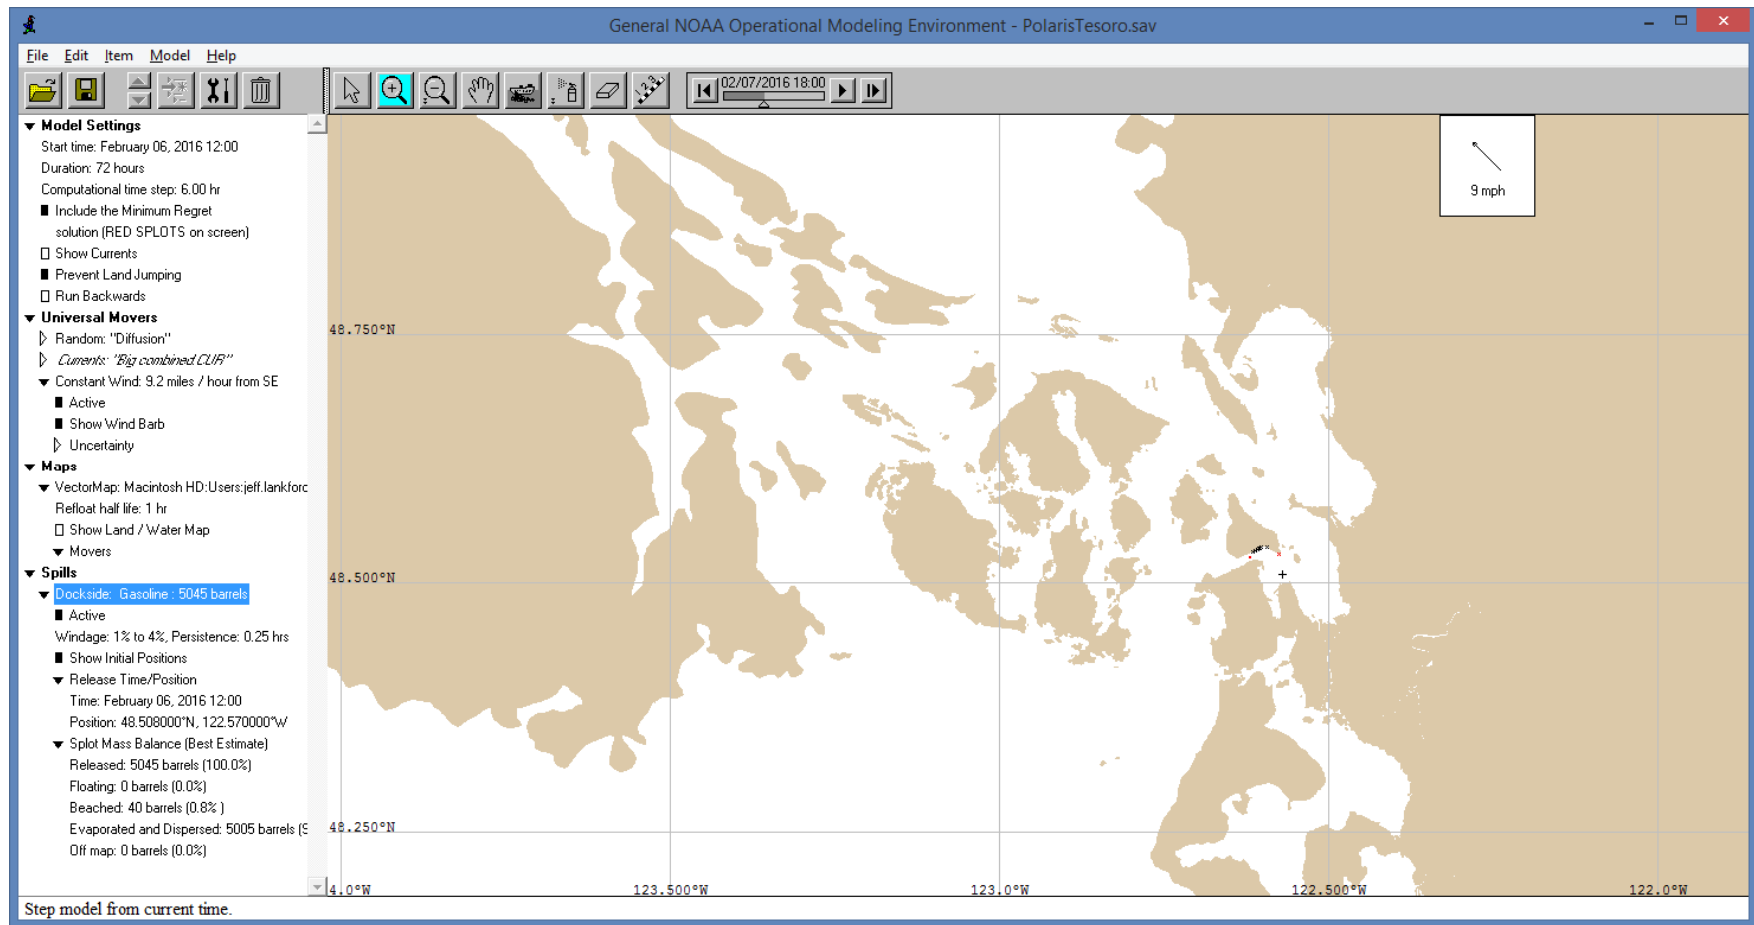 General NOAA Operational Modeling Environment - PolarisTesoro.sav
File Edit Item Model Help
02/07/2016 18:00
Model Settings
Start time: February 06, 2016 12:00
Duration: 72 hours
Computational time step: 6.00 hr
Include the Minimum Regret
solution (RED SPLOTS on screen)
Show Currents
Prevent Land Jumping
Run Backwards
Universal Movers
Random: "Diffusion"
Currents: "Big combined.CUR"
Constant Wind: 9.2 miles / hour from SE
Active
Show Wind Barb
Uncertainty
Maps
VectorMap: Macintosh HD:Users:jeff.lankforc
Refloat half life: 1 hr
Show Land / Water Map
Movers
Spills
Dockside: Gasoline : 5045 barrels
Active
Windage: 1% to 4%, Persistence: 0.25 hrs
Show Initial Positions
Release Time/Position
Time: February 06, 2016 12:00
Position: 48.508000°N, 122.570000°W
Splot Mass Balance (Best Estimate)
Released: 5045 barrels (100.0%)
Floating: 0 barrels (0.0%)
Beached: 40 barrels (0.8% )
Evaporated and Dispersed: 5005 barrels (9
Off map: 0 barrels (0.0%)
9 mph
48.750°N
48.500°N
48.250°N
4.0°W 123.500°W 123.0°W 122.500°W 122.0°W
Step model from current time.